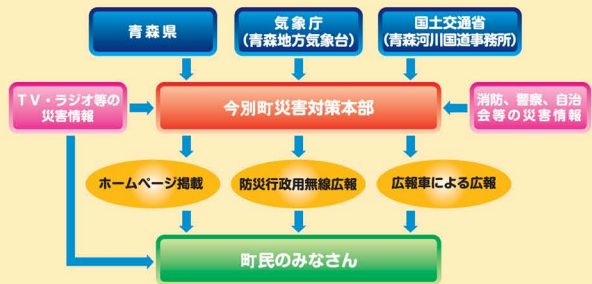 青森県
気象庁
(青森地方気象台)
国土交通省
(青森河川国道事務所)
TV・ラジオ等の
災害情報
今別町災害対策本部
消防、警察、自治
会等の災害情報
ホームページ掲載
防災行政用無線広報
広報車による広報
町民のみなさん